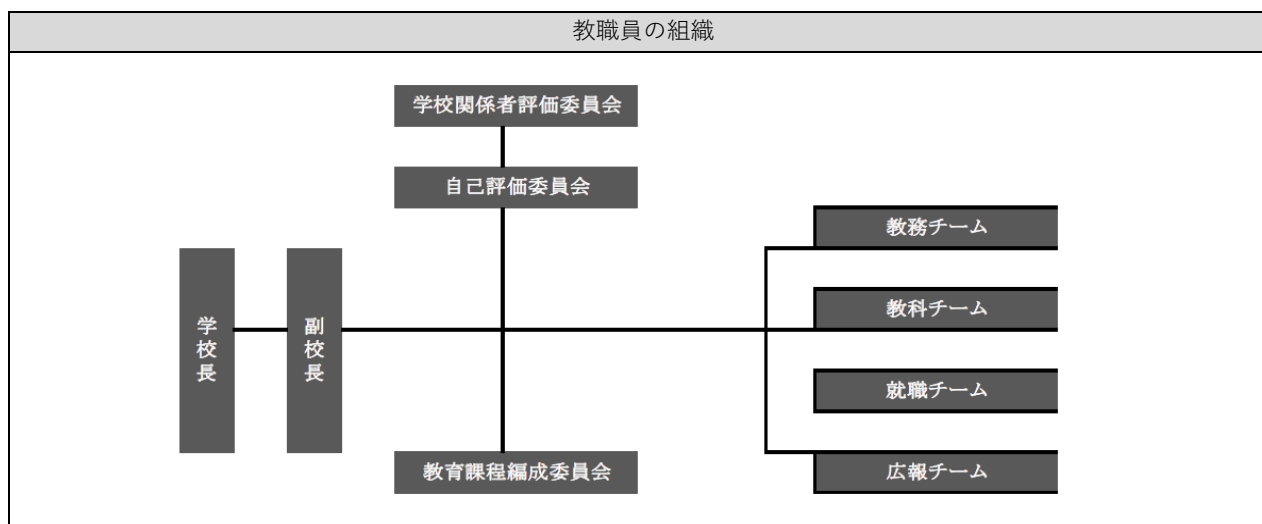 教職員の組織
学校関係者評価委員会
自己評価委員会
学校長
副校長
教務チーム
教科チーム
就職チーム
広報チーム
教育課程編成委員会